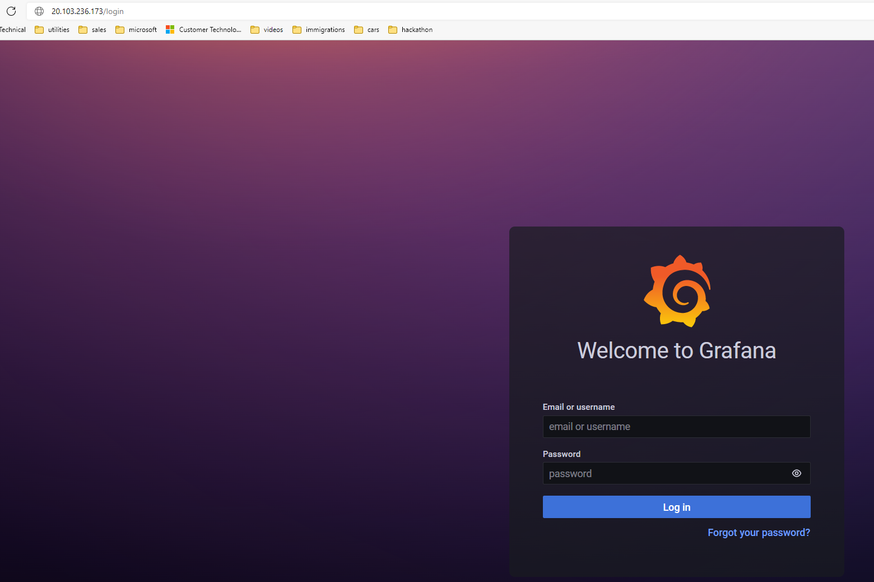 20.103.236.173/login
Technical utilities sales microsoft Customer Technolo... videos immigrations cars hackathon
Welcome to Grafana
Email or username
email or username
Password
password
Log in
Forgot your password?